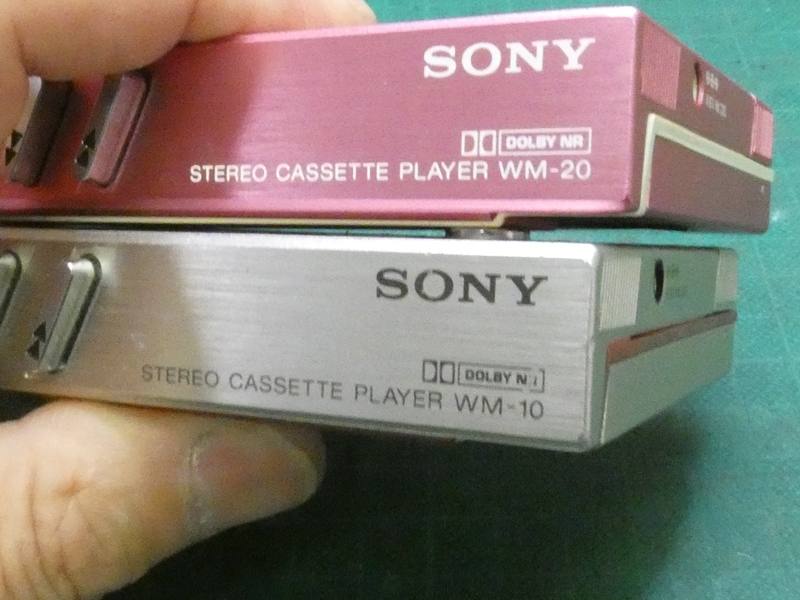 SONY
DOLBY NR
STEREO CASSETTE PLAYER WM-20
SONY
DOLBY
STEREO CASSETTE PLAYER WM-10